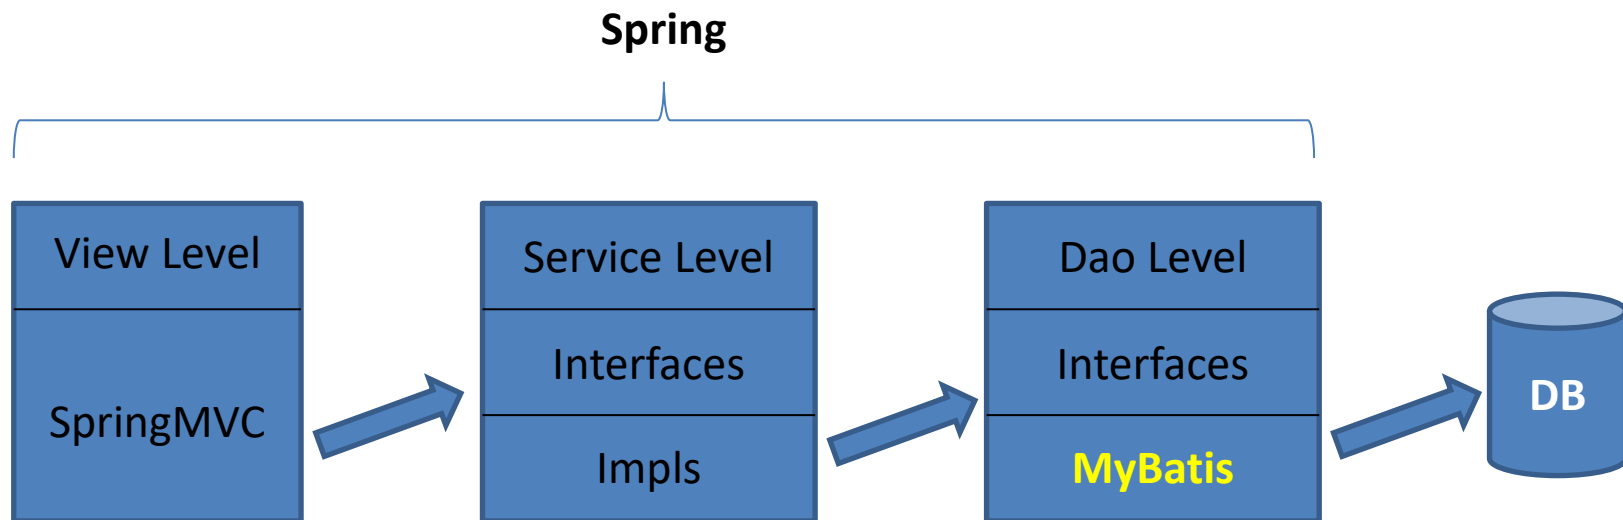 Spring
View Level
SpringMVC
Service Level
Interfaces
Impls
Dao Level
Interfaces
MyBatis
DB